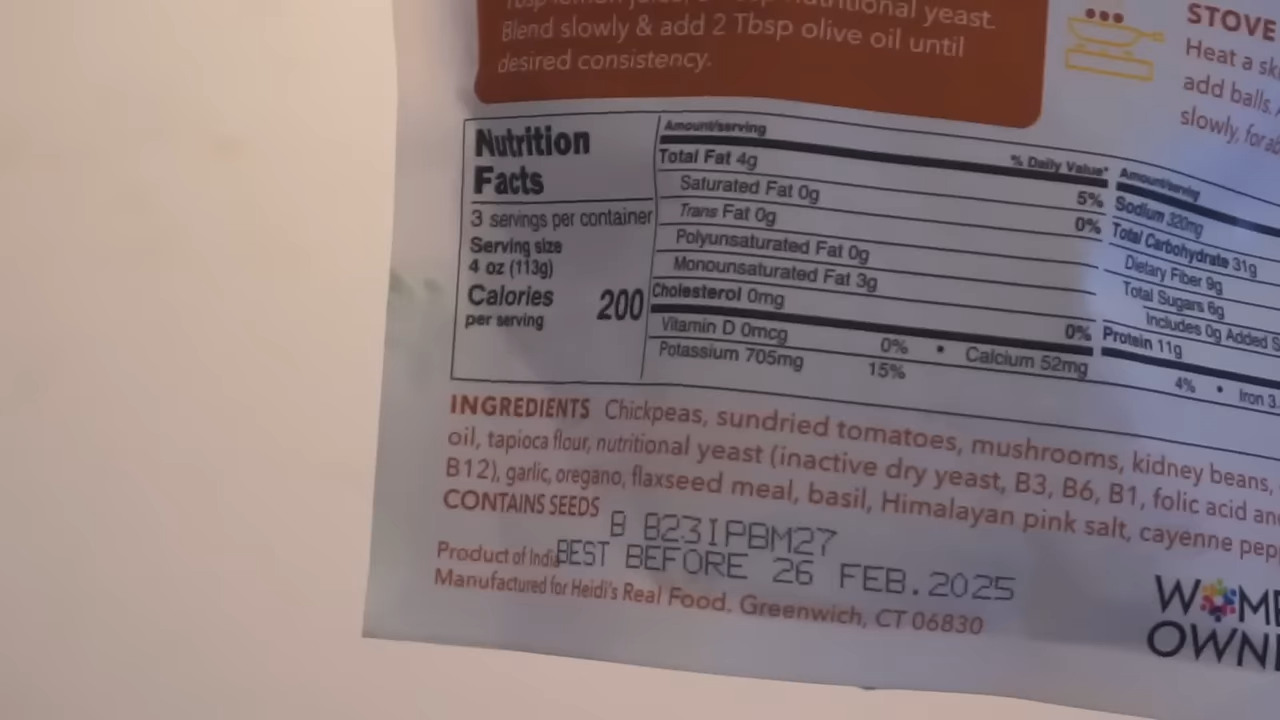 Tbsp lemon juice, nutritional yeast.
Blend slowly & add 2 Tbsp olive oil until
desired consistency.
STOVE
Heat a
add balls.
slowly, for
Nutrition
Facts
3 servings per container
Serving size
4 oz (113g)
Calories 200
per serving
Amount/serving % Daily Value*
Total Fat 4g 5%
Saturated Fat 0g 0%
Trans Fat 0g
Polyunsaturated Fat 0g
Monounsaturated Fat 3g
Cholesterol 0mg 0%
Amount/serving
Sodium 320mg
Total Carbohydrate 31g
Dietary Fiber 9g
Total Sugars 6g
Includes 0g Added
Protein 11g
Vitamin D 0mcg 0% • Calcium 52mg 4% • Iron 3.
Potassium 705mg 15%
INGREDIENTS Chickpeas, sundried tomatoes, mushrooms, kidney beans,
oil, tapioca flour, nutritional yeast (inactive dry yeast, B3, B6, B1, folic acid
B12), garlic, oregano, flaxseed meal, basil, Himalayan pink salt, cayenne
CONTAINS SEEDS
B B23IPBM27
Product of India
BEST BEFORE 26 FEB.2025
Manufactured for Heidi's Real Food, Greenwich, CT 06830